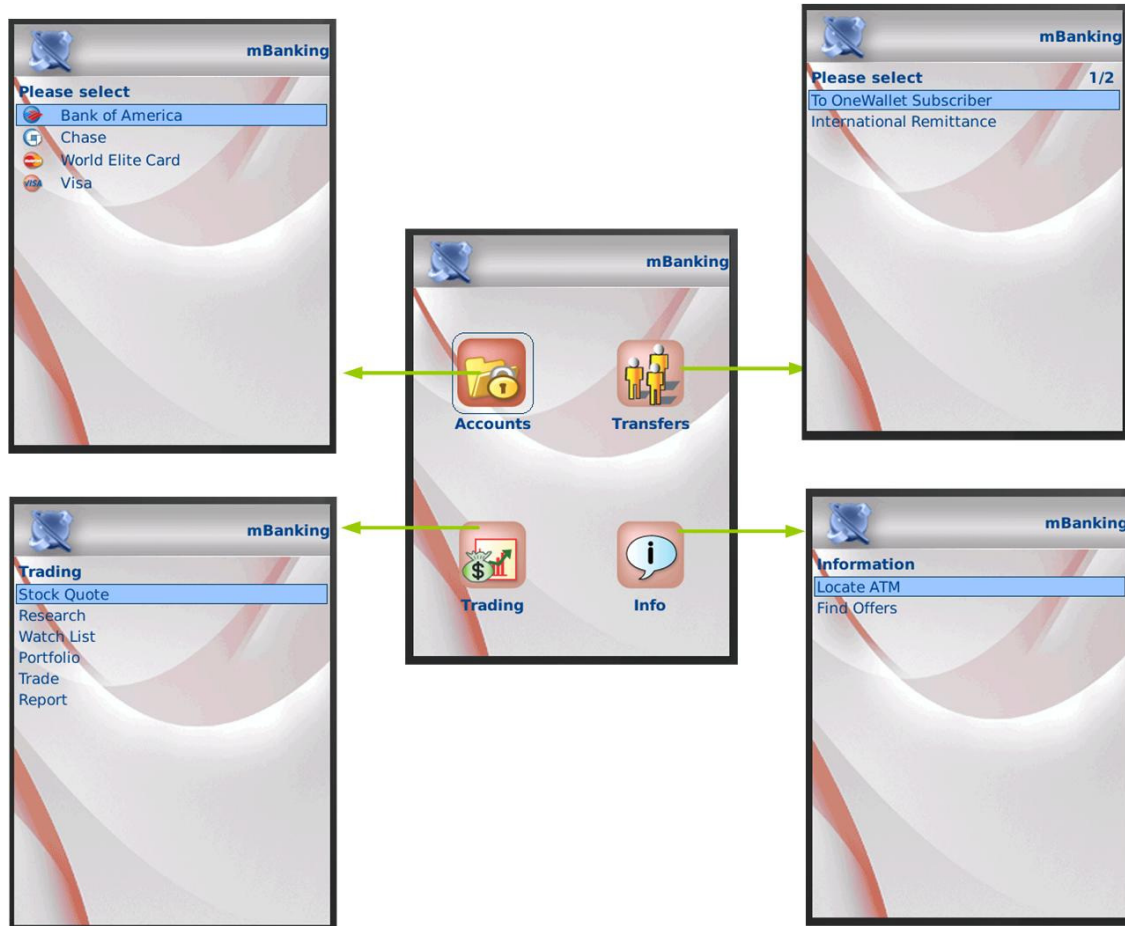 mBanking
Please select
Bank of America
Chase
World Elite Card
VISA Visa
mBanking
Please select 1/2
To OneWallet Subscriber
International Remittance
mBanking
Accounts
Transfers
$
Trading
i
Info
mBanking
Trading
Stock Quote
Research
Watch List
Portfolio
Trade
Report
mBanking
Information
Locate ATM
Find Offers